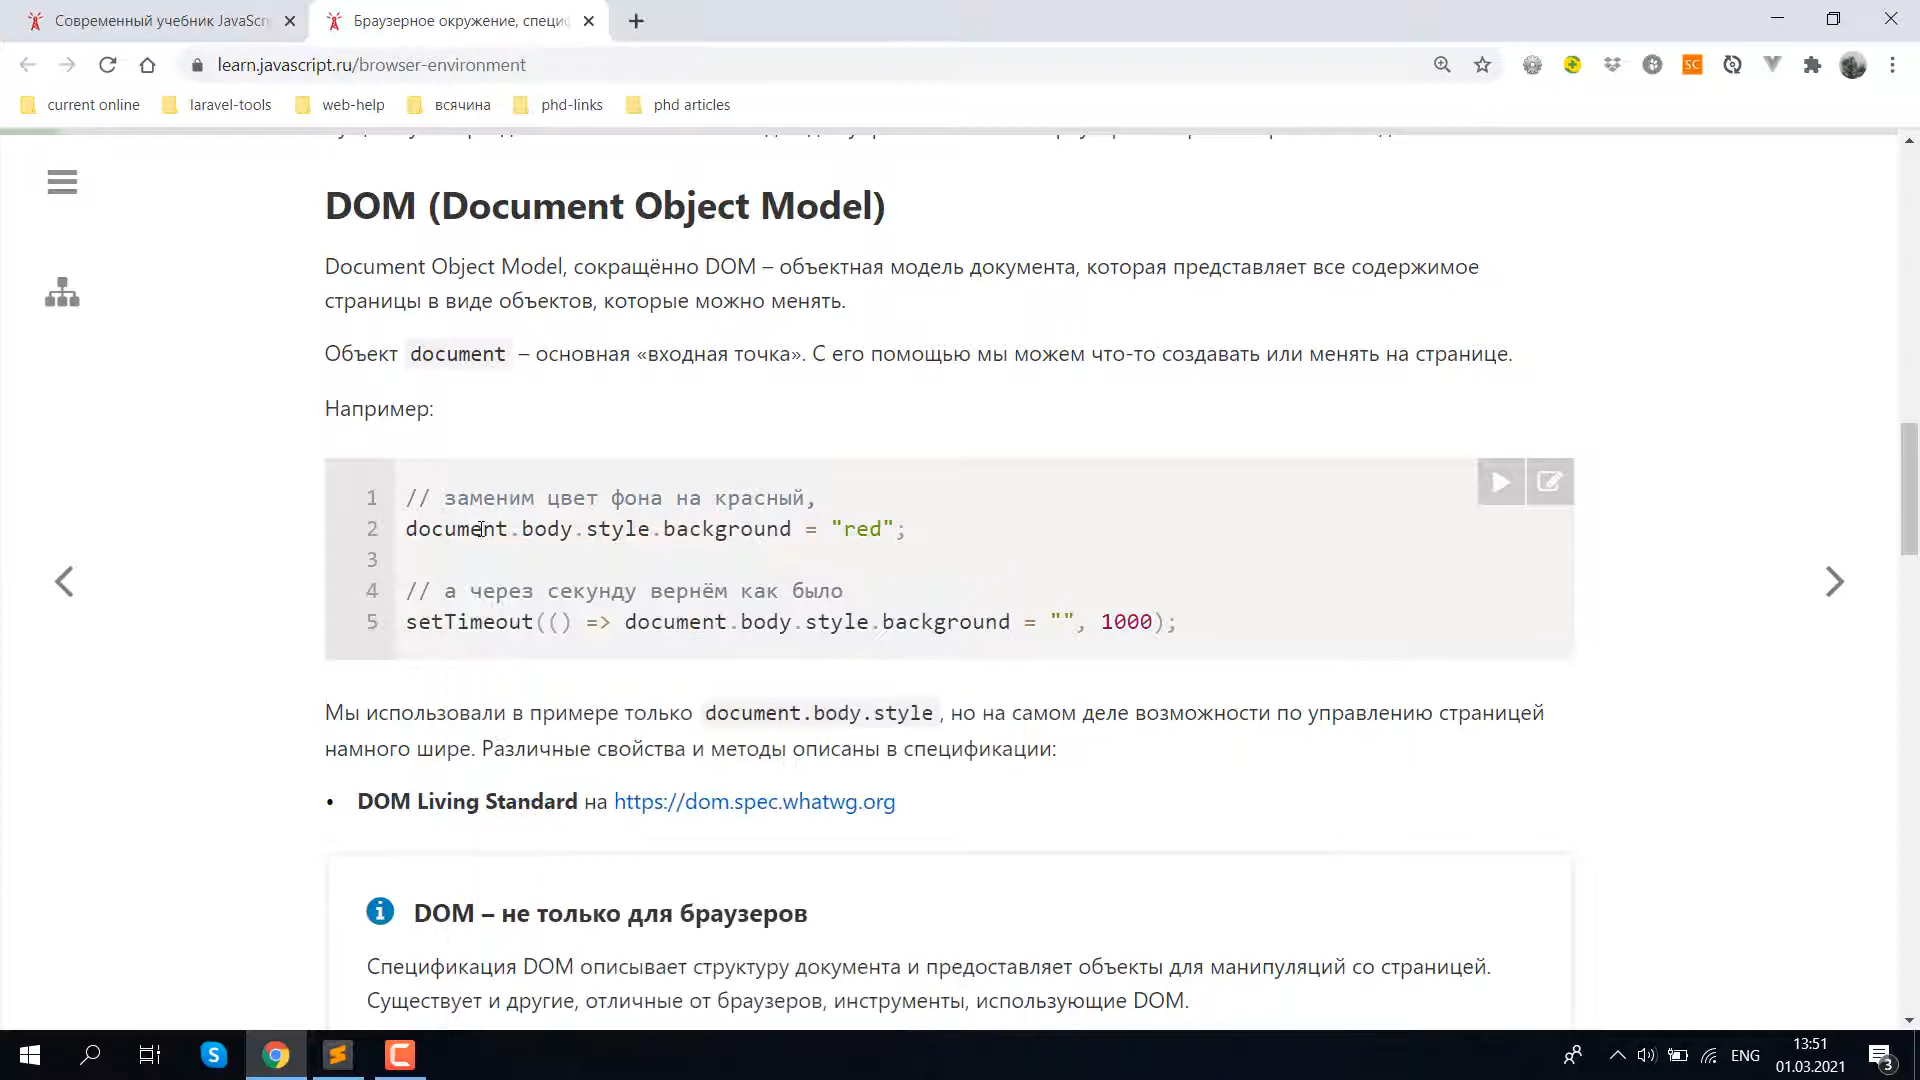 Современный учебник JavaScri
Браузерное окружение, специф
learn.javascript.ru/browser-environment
SC
current online
laravel-tools
web-help
всячина
phd-links
phd articles
DOM (Document Object Model)
Document Object Model, сокращённо DOM – объектная модель документа, которая представляет все содержимое
страницы в виде объектов, которые можно менять.
Объект document – основная «входная точка». С его помощью мы можем что-то создавать или менять на странице.
Например:
1 // заменим цвет фона на красный,
2 document.body.style.background = "red";
3
4 // а через секунду вернём как было
5 setTimeout(() => document.body.style.background = "", 1000);
Мы использовали в примере только document.body.style, но на самом деле возможности по управлению страницей
намного шире. Различные свойства и методы описаны в спецификации:
• DOM Living Standard на https://dom.spec.whatwg.org
DOM – не только для браузеров
Спецификация DOM описывает структуру документа и предоставляет объекты для манипуляций со страницей.
Существует и другие, отличные от браузеров, инструменты, использующие DOM.
ENG
13:51
01.03.2021
3